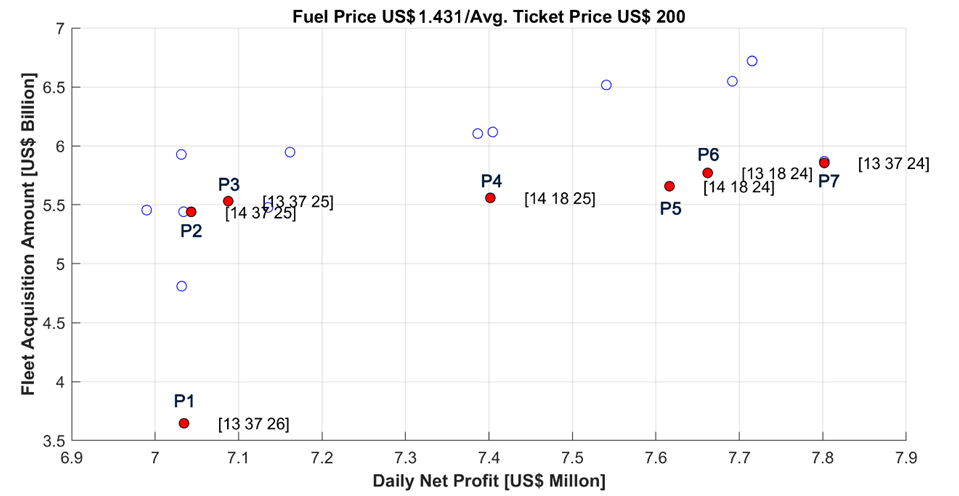 Fuel Price US$1.431/Avg. Ticket Price US$ 200
Fleet Acquisition Amount [US$ Billion]
7
6.5
6
5.5
5
4.5
4
3.5
P1
[13 37 26]
P2
[14 37 25]
P3
[13 37 25]
P4
[14 18 25]
P5
[14 18 24]
P6
[13 18 24]
P7
[13 37 24]
6.9
7
7.1
7.2
7.3
7.4
7.5
7.6
7.7
7.8
7.9
Daily Net Profit [US$ Millon]